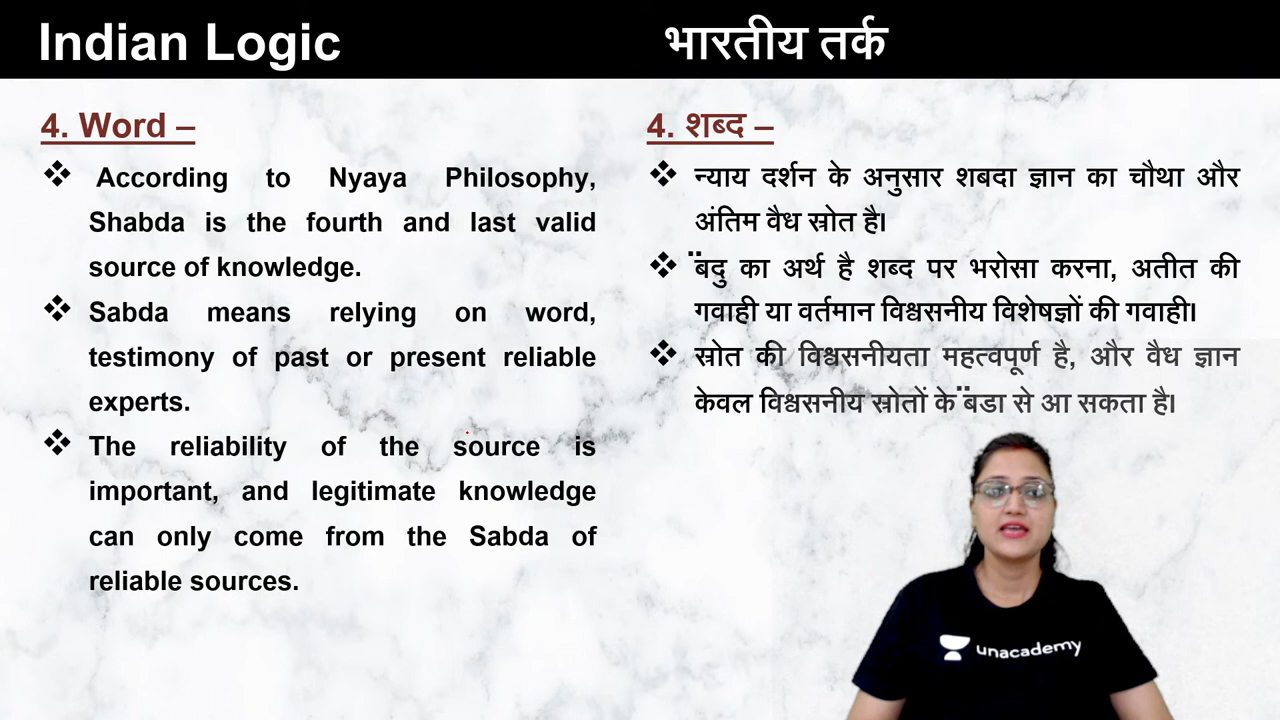 Indian Logic
भारतीय तर्क
4. Word –
❖ According to Nyaya Philosophy,
Shabda is the fourth and last valid
source of knowledge.
❖ Sabda means relying on word,
testimony of past or present reliable
experts.
❖ The reliability of the source is
important, and legitimate knowledge
can only come from the Sabda of
reliable sources.
4. शब्द –
❖ न्याय दर्शन के अनुसार शबदा ज्ञान का चौथा और
अंतिम वैध स्रोत है।
❖ ¨बदु का अर्थ है शब्द पर भरोसा करना, अतीत की
गवाही या वर्तमान विश्वसनीय विशेषज्ञों की गवाही।
❖ स्रोत की विश्वसनीयता महत्वपूर्ण है, और वैध ज्ञान
केवल विश्वसनीय स्रोतों के ¨बडा से आ सकता है।
unacademy